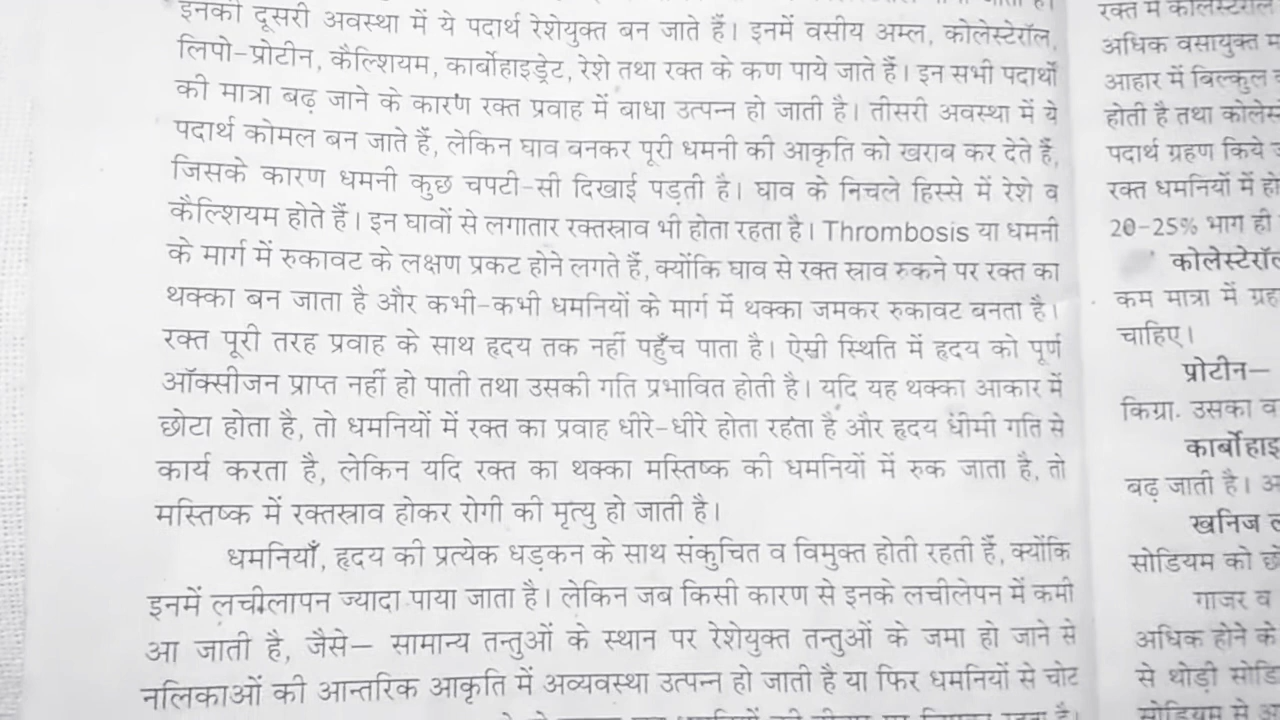 इनकी दूसरी अवस्था में ये पदार्थ रेशेयुक्त बन जाते हैं। इनमें वसीय अम्ल, कोलेस्टेरॉल,
लिपो-प्रोटीन, कैल्शियम, कार्बोहाइड्रेट, रेशे तथा रक्त के कण पाये जाते हैं। इन सभी पदार्थों
की मात्रा बढ़ जाने के कारण रक्त प्रवाह में बाधा उत्पन्न हो जाती है। तीसरी अवस्था में ये
पदार्थ कोमल बन जाते हैं, लेकिन घाव बनकर पूरी धमनी की आकृति को खराब कर देते हैं,
जिसके कारण धमनी कुछ चपटी-सी दिखाई पड़ती है। घाव के निचले हिस्से में रेशे व
कैल्शियम होते हैं। इन घावों से लगातार रक्तस्राव भी होता रहता है। Thrombosis या धमनी
के मार्ग में रुकावट के लक्षण प्रकट होने लगते हैं, क्योंकि घाव से रक्त स्राव रुकने पर रक्त का
थक्का बन जाता है और कभी-कभी धमनियों के मार्ग में थक्का जमकर रुकावट बनता है।
रक्त पूरी तरह प्रवाह के साथ हृदय तक नहीं पहुँच पाता है। ऐसी स्थिति में हृदय को पूर्ण
ऑक्सीजन प्राप्त नहीं हो पाती तथा उसकी गति प्रभावित होती है। यदि यह थक्का आकार में
छोटा होता है, तो धमनियों में रक्त का प्रवाह धीरे-धीरे होता रहता है और हृदय धीमी गति से
कार्य करता है, लेकिन यदि रक्त का थक्का मस्तिष्क की धमनियों में रुक जाता है, तो
मस्तिष्क में रक्तस्राव होकर रोगी की मृत्यु हो जाती है।
धमनियाँ, हृदय की प्रत्येक धड़कन के साथ संकुचित व विमुक्त होती रहती हैं, क्योंकि
इनमें लचीलापन ज्यादा पाया जाता है। लेकिन जब किसी कारण से इनके लचीलेपन में कमी
आ जाती है, जैसे— सामान्य तन्तुओं के स्थान पर रेशेयुक्त तन्तुओं के जमा हो जाने से
नलिकाओं की आन्तरिक आकृति में अव्यवस्था उत्पन्न हो जाती है या फिर धमनियों से चोट
रक्त में
अधिक वसायुक्त
आहार में बिल्कुल
होती है तथा
पदार्थ ग्रहण किये
रक्त धमनियों में
20-25% भाग ही
कम मात्रा में
चाहिए।
प्रोटीन—
किग्रा. उसका
बढ़ जाती है।
खनिज
सोडियम को
गाजर व
अधिक होने के
से थोड़ी